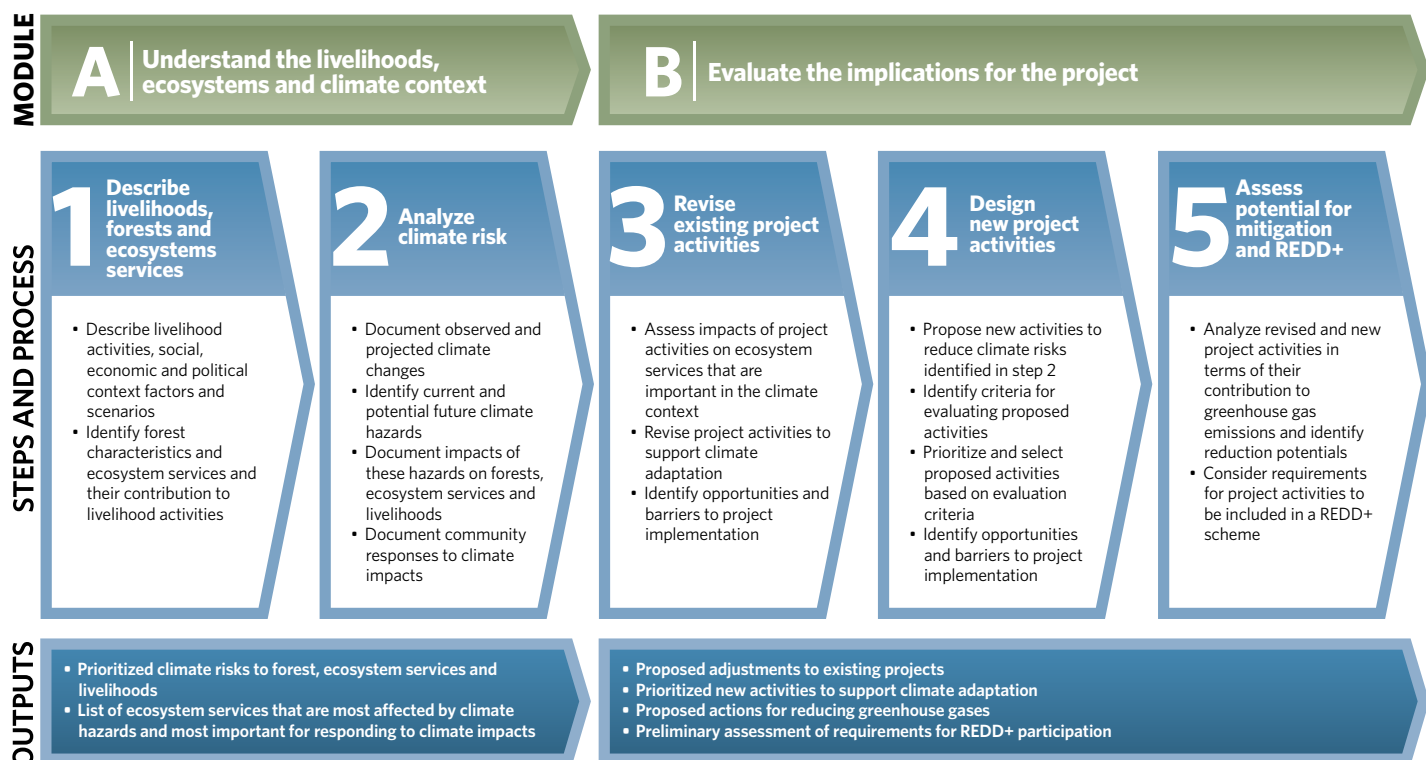 MODULE
A
Understand the livelihoods,
ecosystems and climate context
B
Evaluate the implications for the project
STEPS AND PROCESS
1
Describe
livelihoods,
forests and
ecosystems
services
• Describe livelihood
activities, social,
economic and political
context factors and
scenarios
• Identify forest
characteristics and
ecosystem services and
their contribution to
livelihood activities
2
Analyze
climate risk
• Document observed and
projected climate
changes
• Identify current and
potential future climate
hazards
• Document impacts of
these hazards on forests,
ecosystem services and
livelihoods
• Document community
responses to climate
impacts
3
Revise
existing project
activities
• Assess impacts of project
activities on ecosystem
services that are
important in the climate
context
• Revise project activities to
support climate
adaptation
• Identify opportunities and
barriers to project
implementation
4
Design
new project
activities
• Propose new activities to
reduce climate risks
identified in step 2
• Identify criteria for
evaluating proposed
activities
• Prioritize and select
proposed activities
based on evaluation
criteria
• Identify opportunities
and barriers to project
implementation
5
Assess
potential for
mitigation
and REDD+
• Analyze revised and new
project activities in
terms of their
contribution to
greenhouse gas
emissions and identify
reduction potentials
• Consider requirements
for project activities to
be included in a REDD+
scheme
OUTPUTS
• Prioritized climate risks to forest, ecosystem services and
livelihoods
• List of ecosystem services that are most affected by climate
hazards and most important for responding to climate impacts
• Proposed adjustments to existing projects
• Prioritized new activities to support climate adaptation
• Proposed actions for reducing greenhouse gases
• Preliminary assessment of requirements for REDD+ participation